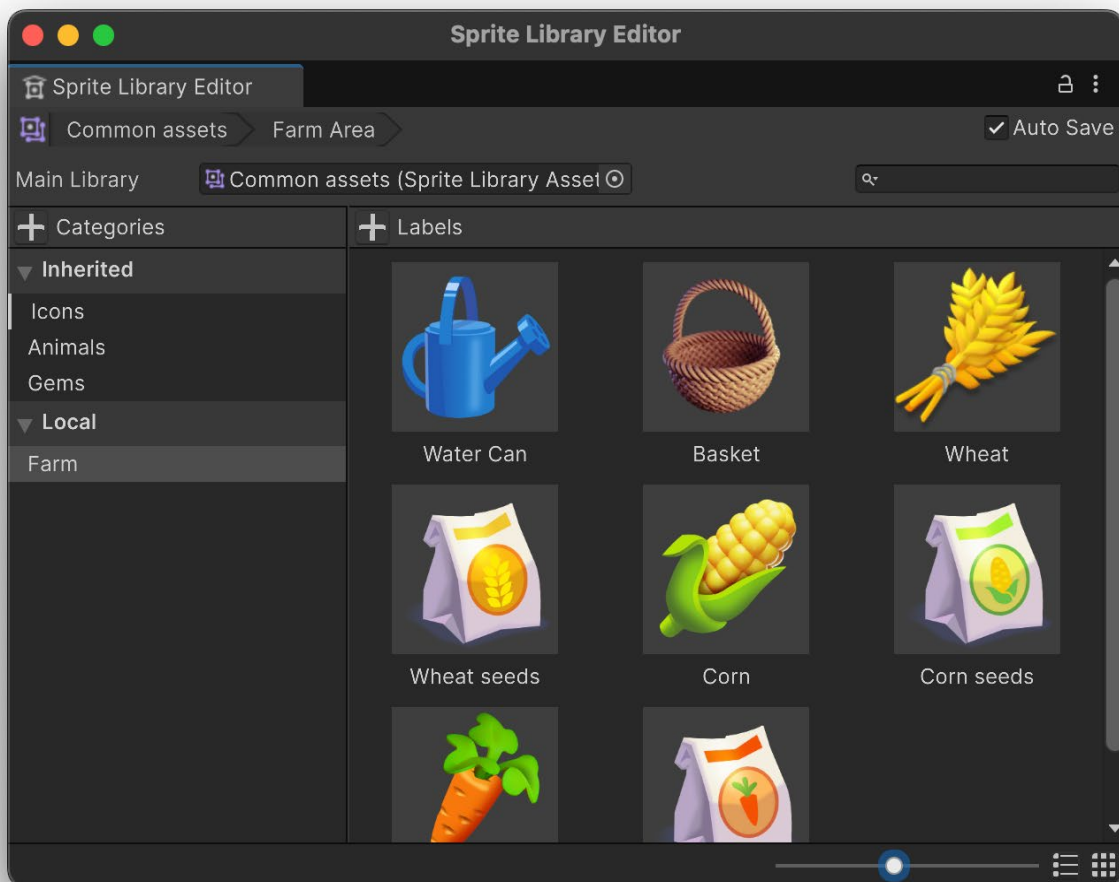 Sprite Library Editor
Sprite Library Editor
Common assets Farm Area Auto Save
Main Library Common assets (Sprite Library Asset
Categories Labels
Inherited
Icons
Animals
Gems
Local
Farm
Water Can Basket Wheat
Wheat seeds Corn Corn seeds